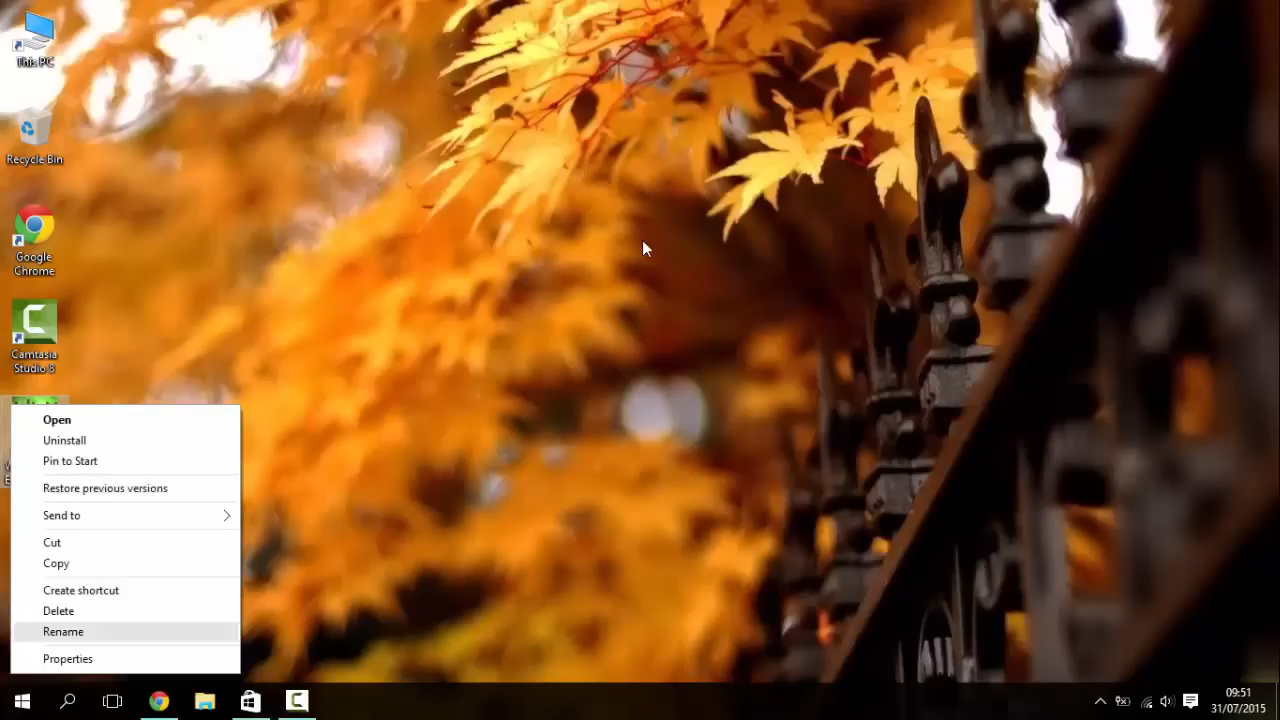 This PC
Recycle Bin
Google
Chrome
Camtasia
Studio 8
Open
Uninstall
Pin to Start
Restore previous versions
Send to
Cut
Copy
Create shortcut
Delete
Rename
Properties
09:51
31/07/2015